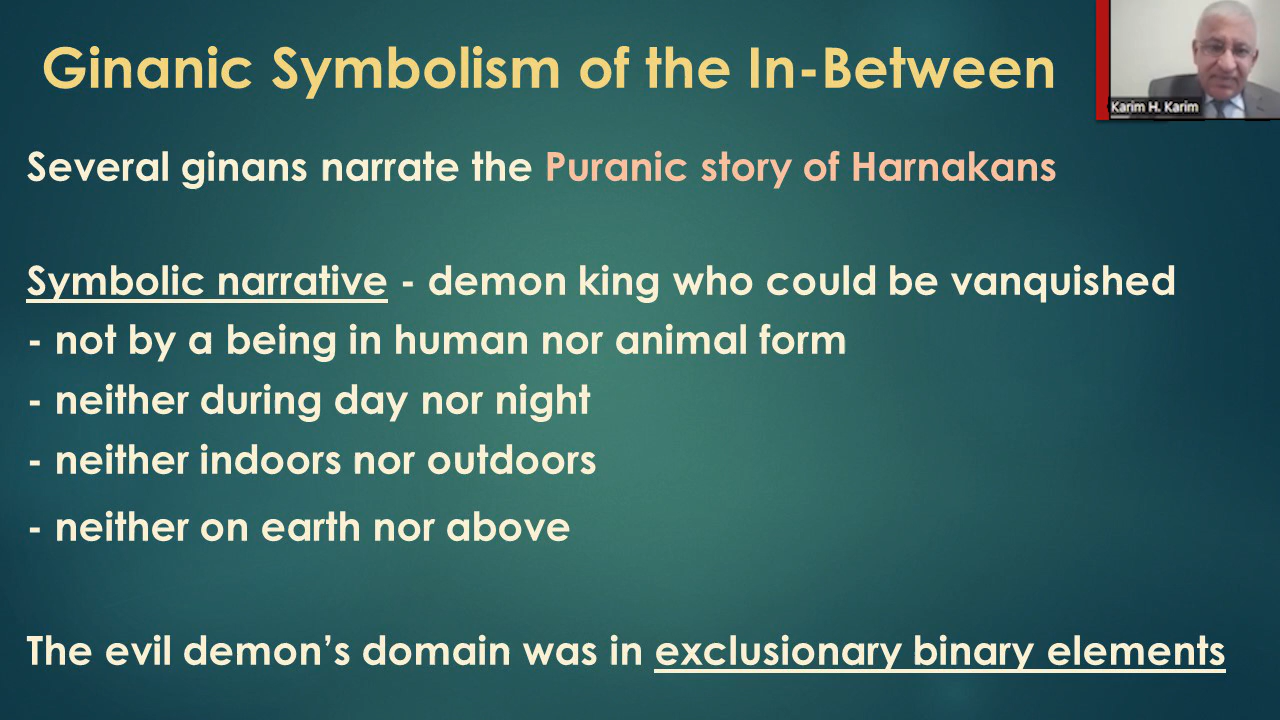 Ginanic Symbolism of the In-Between
Karim H. Karim
Several ginans narrate the Puranic story of Harnakans
Symbolic narrative - demon king who could be vanquished
- not by a being in human nor animal form
- neither during day nor night
- neither indoors nor outdoors
- neither on earth nor above
The evil demon’s domain was in exclusionary binary elements